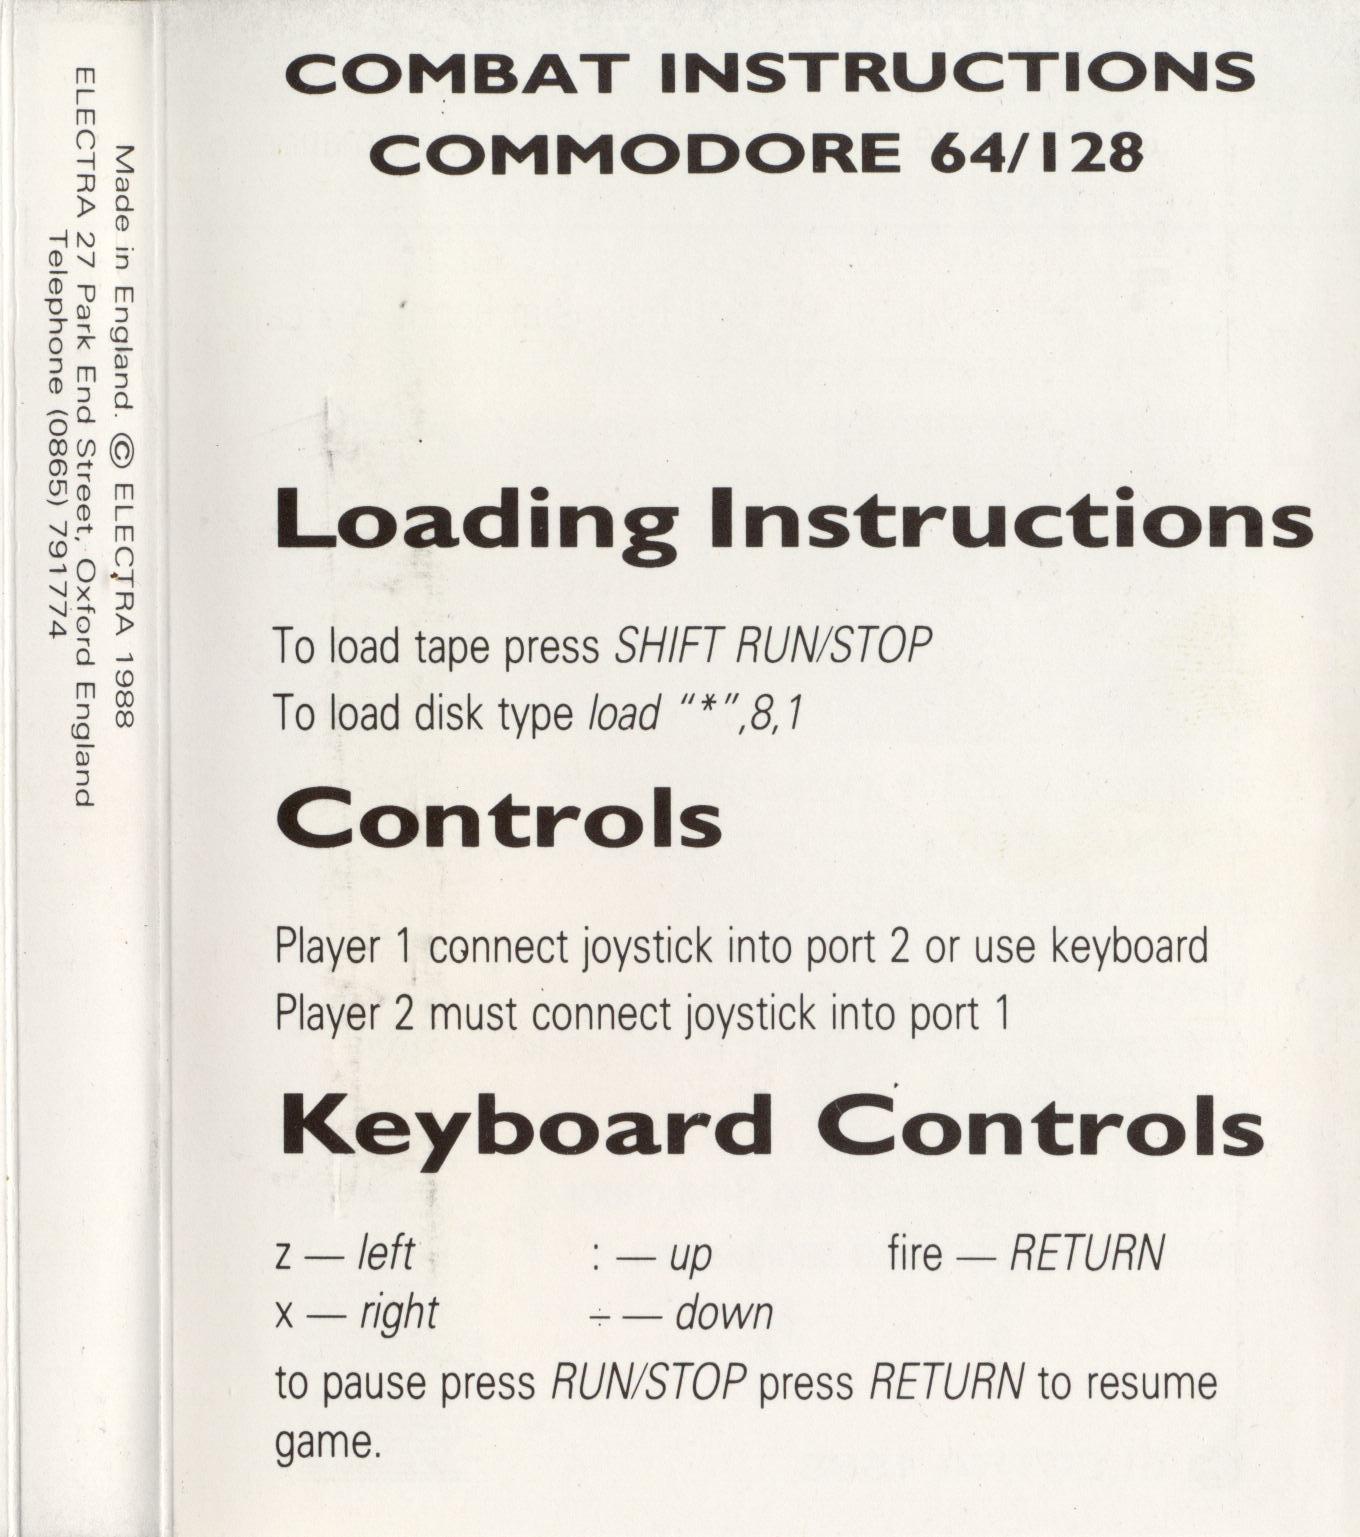 COMBAT INSTRUCTIONS
COMMODORE 64/128
Loading Instructions
To load tape press SHIFT RUN/STOP
To load disk type load "*",8,1
Controls
Player 1 connect joystick into port 2 or use keyboard
Player 2 must connect joystick into port 1
Keyboard Controls
z — left : — up fire — RETURN
x — right ÷ — down
to pause press RUN/STOP press RETURN to resume
game.
Made in England. © ELECTRA 1988
ELECTRA 27 Park End Street, Oxford England
Telephone (0865) 791774